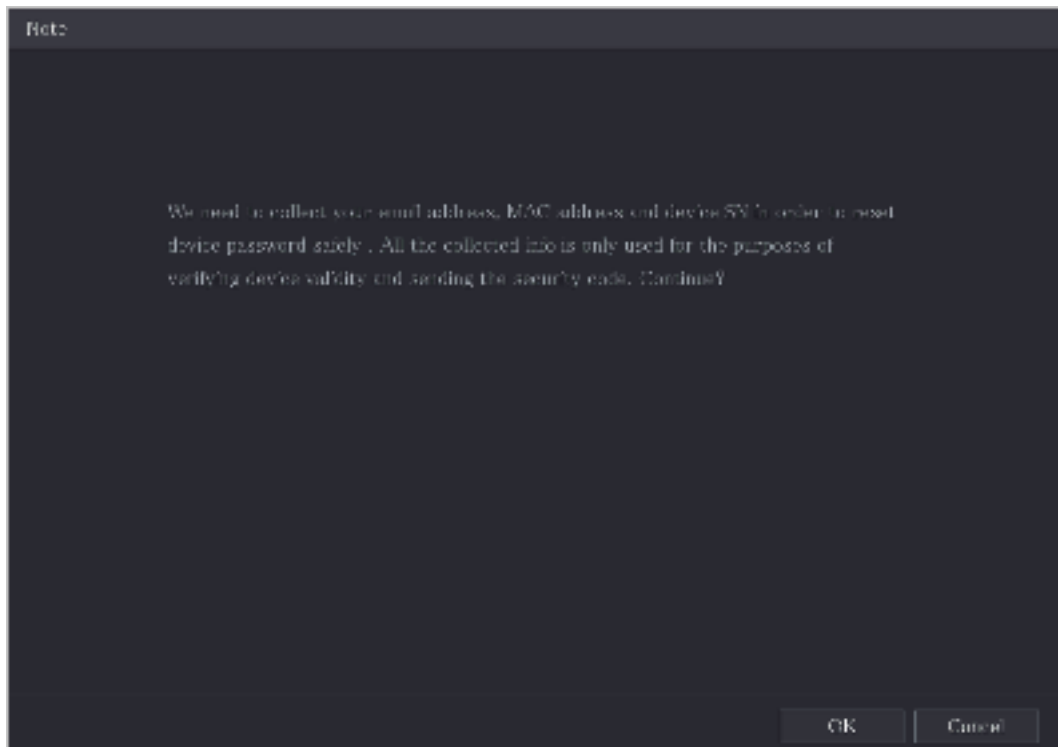 Note
We need to collect your email address, MAC address and device SN in order to reset
device password safely . All the collected info is only used for the purposes of
verifying device validity and sending the security code. Continue?
OK
Cancel